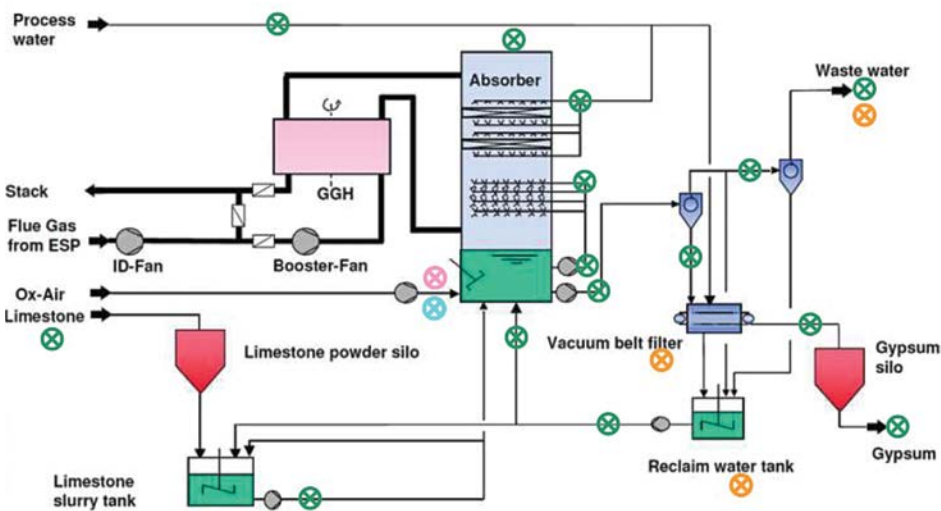 Process
water
Absorber
Waste water
Stack
GGH
Flue Gas
from ESP
ID-Fan
Booster-Fan
Ox-Air
Limestone
Limestone powder silo
Vacuum belt filter
Gypsum
silo
Limestone
slurry tank
Reclaim water tank
Gypsum